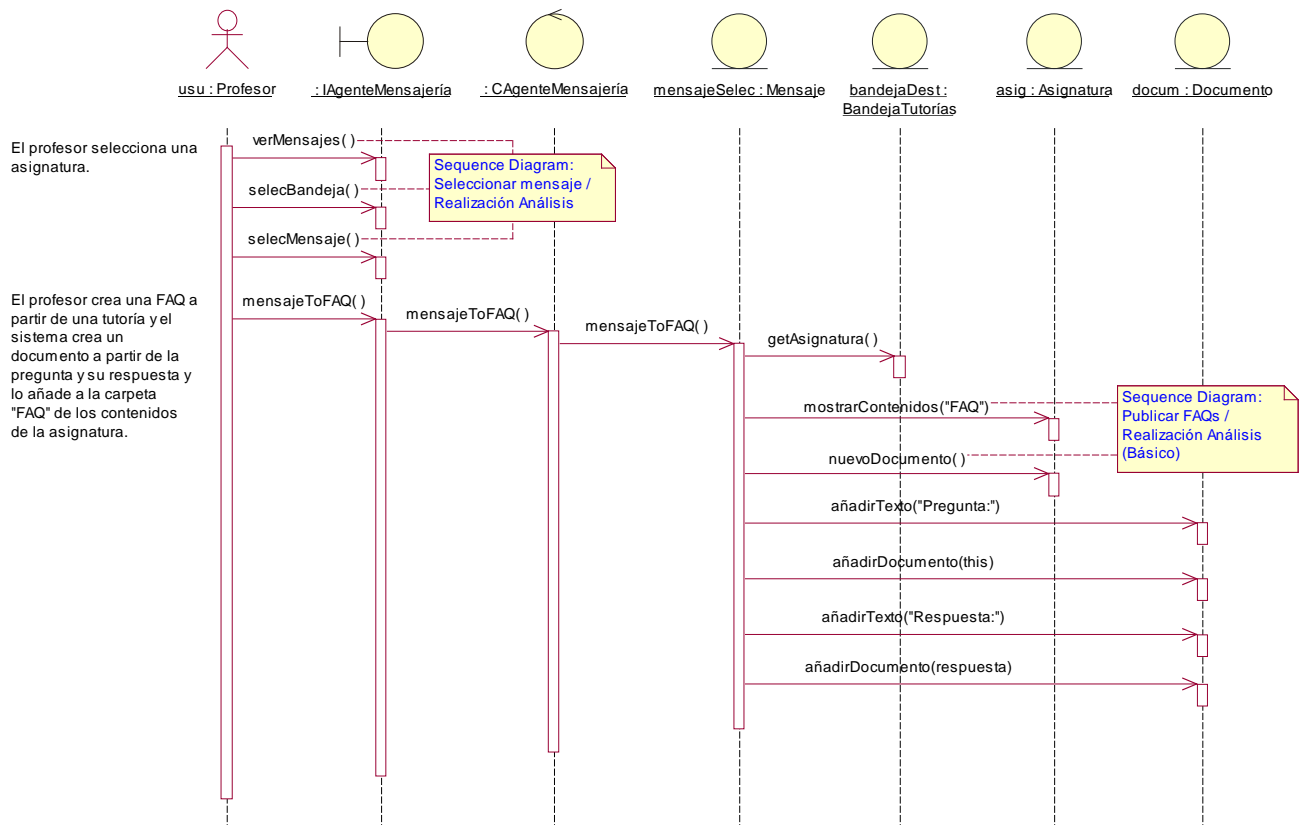 usu : Profesor
: IAgenteMensajería
: CAgenteMensajería
mensajeSelec : Mensaje
bandejaDest :
BandejaTutorías
asig : Asignatura
docum : Documento
El profesor selecciona una
asignatura.
verMensajes( )
selecBandeja( )
selecMensaje( )
Sequence Diagram:
Seleccionar mensaje /
Realización Análisis
El profesor crea una FAQ a
partir de una tutoría y el
sistema crea un
documento a partir de la
pregunta y su respuesta y
lo añade a la carpeta
"FAQ" de los contenidos
de la asignatura.
mensajeToFAQ( )
mensajeToFAQ( )
mensajeToFAQ( )
getAsignatura( )
mostrarContenidos("FAQ")
nuevoDocumento( )
Sequence Diagram:
Publicar FAQs /
Realización Análisis
(Básico)
añadirTexto("Pregunta:")
añadirDocumento(this)
añadirTexto("Respuesta:")
añadirDocumento(respuesta)